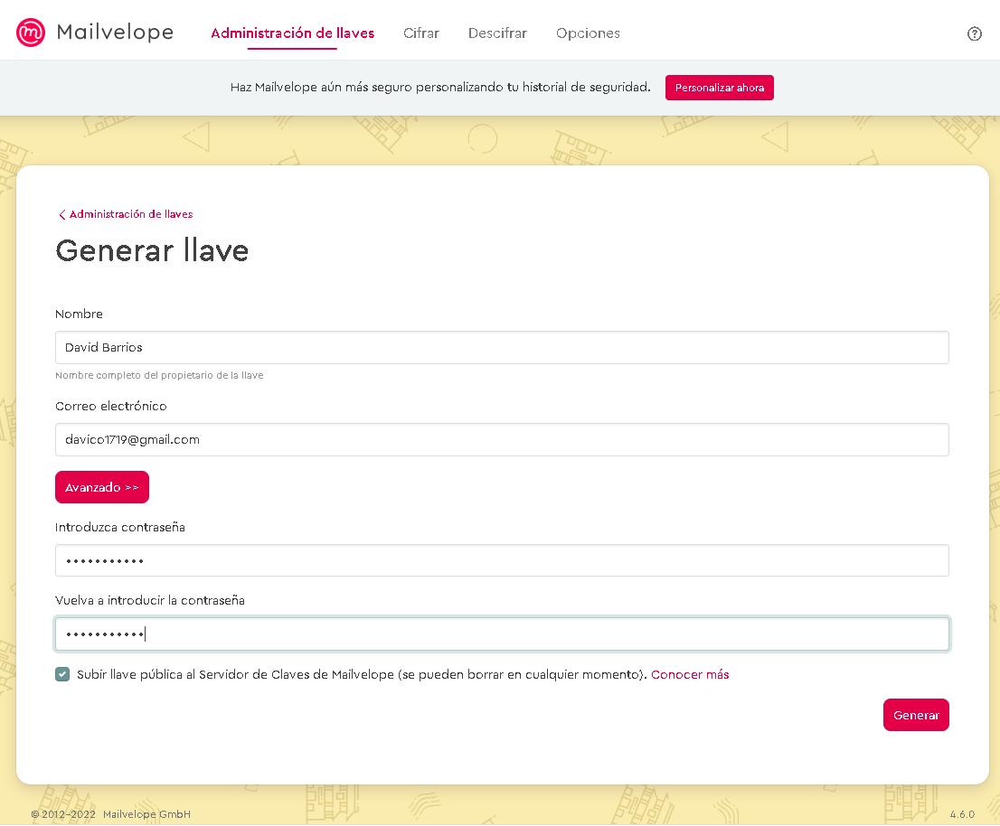 Mailvelope Administración de llaves Cifrar Descifrar Opciones
Haz Mailvelope aún más seguro personalizando tu historial de seguridad. Personalizar ahora
Administración de llaves
Generar llave
Nombre
David Barrios
Nombre completo del propietario de la llave
Correo electrónico
davico1719@gmail.com
Avanzado >>
Introduzca contraseña
•••••••••••
Vuelva a introducir la contraseña
•••••••••••
Subir llave pública al Servidor de Claves de Mailvelope (se pueden borrar en cualquier momento). Conocer más
Generar
© 2012-2022 Mailvelope GmbH 4.6.0